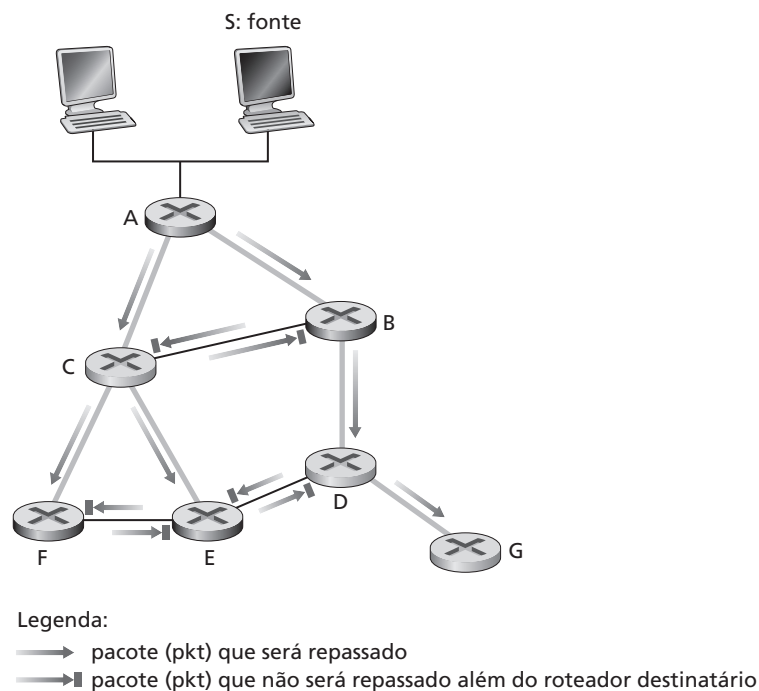 S: fonte
A
B
C
D
F
E
G
Legenda:
pacote (pkt) que será repassado
pacote (pkt) que não será repassado além do roteador destinatário